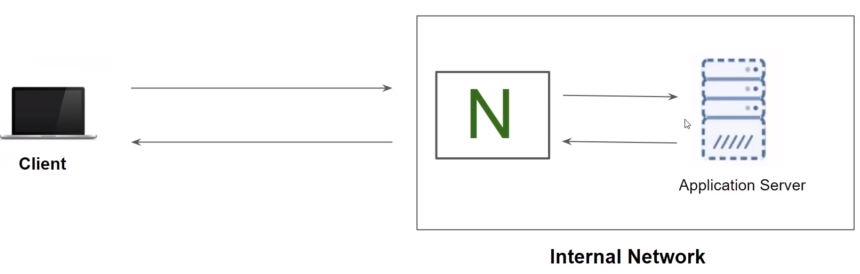 N
Client
Application Server
Internal Network